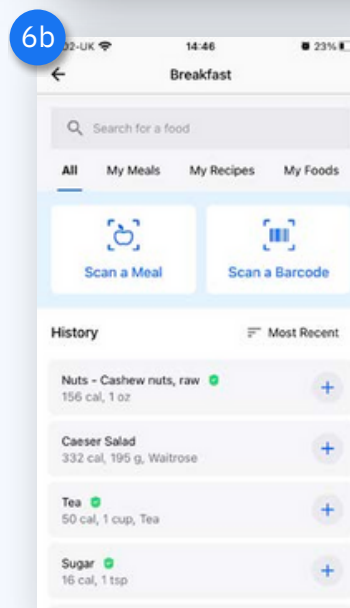 6b
02-UK 14:46 23%
Breakfast
Search for a food
All My Meals My Recipes My Foods
Scan a Meal Scan a Barcode
History Most Recent
Nuts - Cashew nuts, raw
156 cal, 1 oz
Caeser Salad
332 cal, 195 g, Waitrose
Tea
50 cal, 1 cup, Tea
Sugar
16 cal, 1 tsp